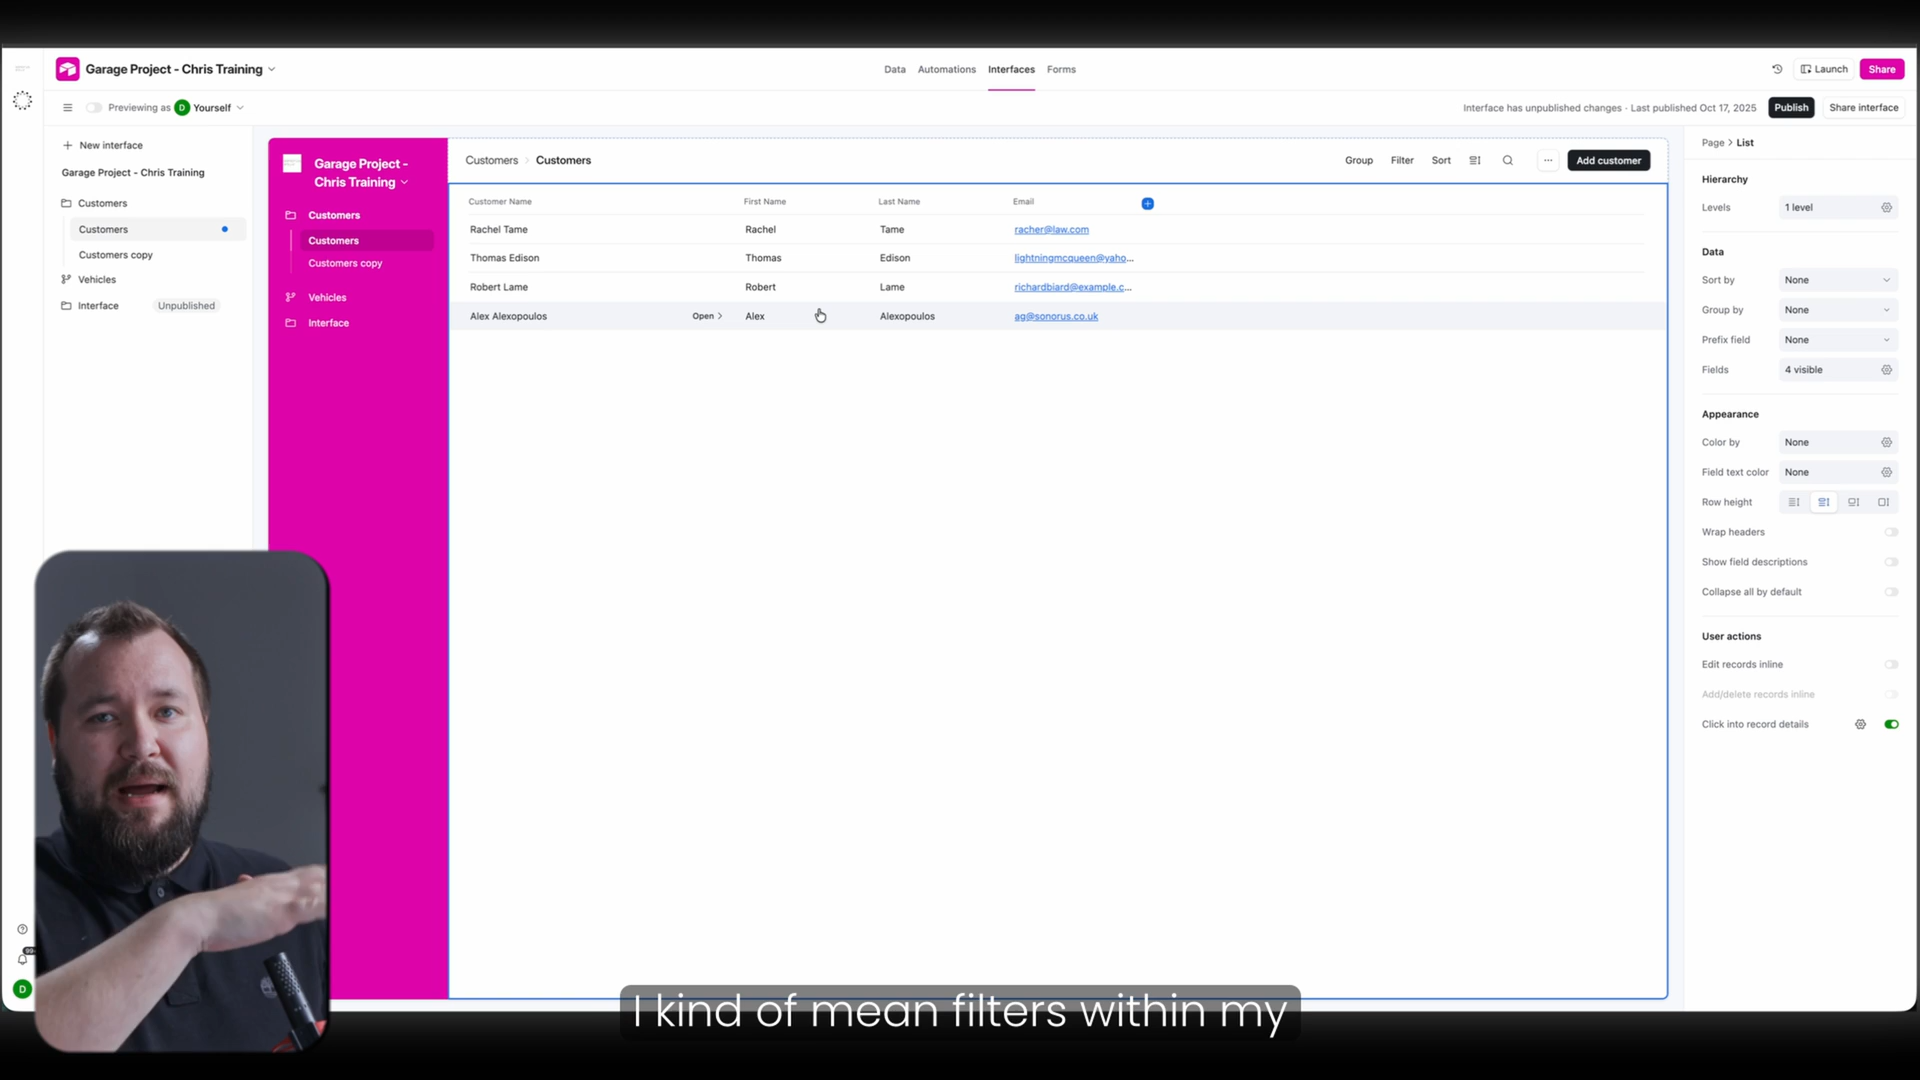 Garage Project - Chris Training
Data Automations Interfaces Forms
Launch
Share
Previewing as D Yourself
Interface has unpublished changes · Last published Oct 17, 2025
Publish
Share interface
New interface
Garage Project - Chris Training
Customers
Customers
Customers copy
Vehicles
Interface Unpublished
Garage Project -
Chris Training
Customers
Customers
Customers copy
Vehicles
Interface
Customers > Customers
Group Filter Sort
Add customer
Customer Name First Name Last Name Email
Rachel Tame Rachel Tame racher@law.com
Thomas Edison Thomas Edison lightningmcqueen@yaho...
Robert Lame Robert Lame richardbiard@example.c...
Alex Alexopoulos Open > Alex Alexopoulos ag@sonorus.co.uk
Page > List
Hierarchy
Levels 1 level
Data
Sort by None
Group by None
Prefix field None
Fields 4 visible
Appearance
Color by None
Field text color None
Row height
Wrap headers
Show field descriptions
Collapse all by default
User actions
Edit records inline
Add/delete records inline
Click into record details
D
I kind of mean filters within my